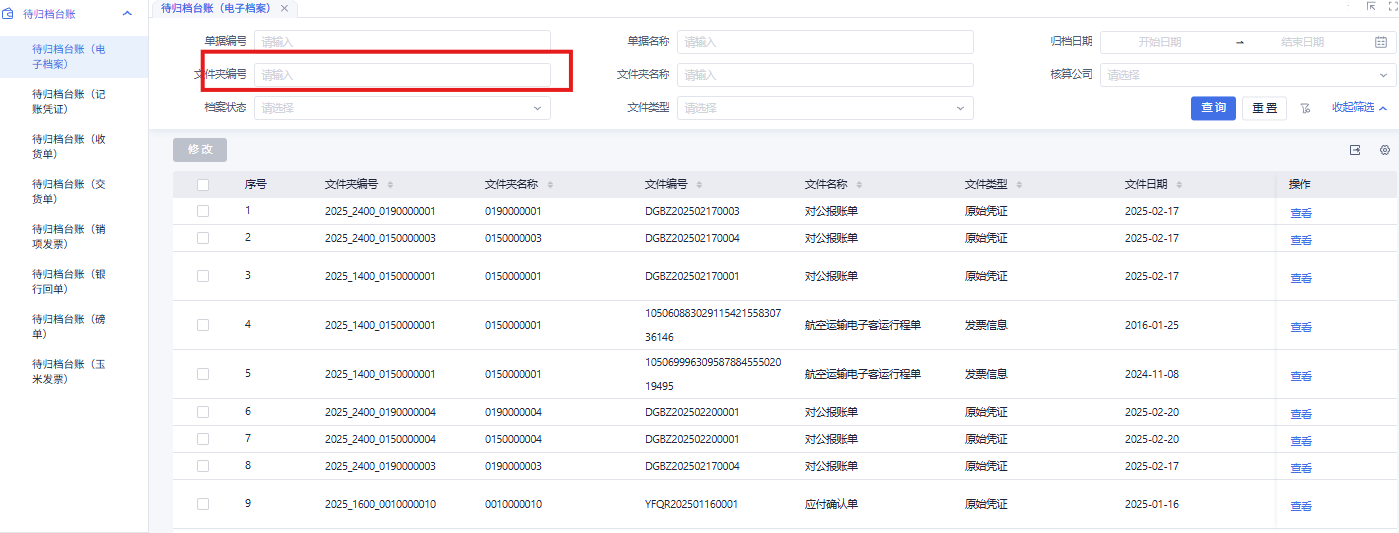 待归档台账
待归档台账（电
子档案）
待归档台账（记
账凭证）
待归档台账（收
货单）
待归档台账（交
货单）
待归档台账（销
项发票）
待归档台账（银
行回单）
待归档台账（磅
单）
待归档台账（玉
米发票）
待归档台账（电子档案）
单据编号 请输入 单据名称 请输入 归档日期 开始日期 结束日期
文件夹编号 请输入 文件夹名称 请输入 核算公司 请选择
档案状态 请选择 文件类型 请选择 查询 重置 收起筛选
修改
序号 文件夹编号 文件夹名称 文件编号 文件名称 文件类型 文件日期 操作
1 2025_2400_0190000001 0190000001 DGBZ202502170003 对公报账单 原始凭证 2025-02-17 查看
2 2025_2400_0150000003 0150000003 DGBZ202502170004 对公报账单 原始凭证 2025-02-17 查看
3 2025_1400_0150000001 0150000001 DGBZ202502170001 对公报账单 原始凭证 2025-02-17 查看
4 2025_1400_0150000001 0150000001 105060883029115421558307
36146 航空运输电子客运行程单 发票信息 2016-01-25 查看
5 2025_1400_0150000001 0150000001 105069996309587884555020
19495 航空运输电子客运行程单 发票信息 2024-11-08 查看
6 2025_2400_0190000004 0190000004 DGBZ202502200001 对公报账单 原始凭证 2025-02-20 查看
7 2025_2400_0150000004 0150000004 DGBZ202502200001 对公报账单 原始凭证 2025-02-20 查看
8 2025_2400_0190000003 0190000003 DGBZ202502170004 对公报账单 原始凭证 2025-02-17 查看
9 2025_1600_0010000010 0010000010 YFQR202501160001 应付确认单 原始凭证 2025-01-16 查看